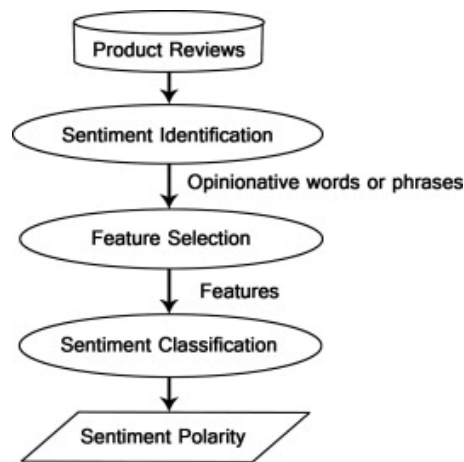 Product Reviews
Sentiment Identification
Opinionative words or phrases
Feature Selection
Features
Sentiment Classification
Sentiment Polarity